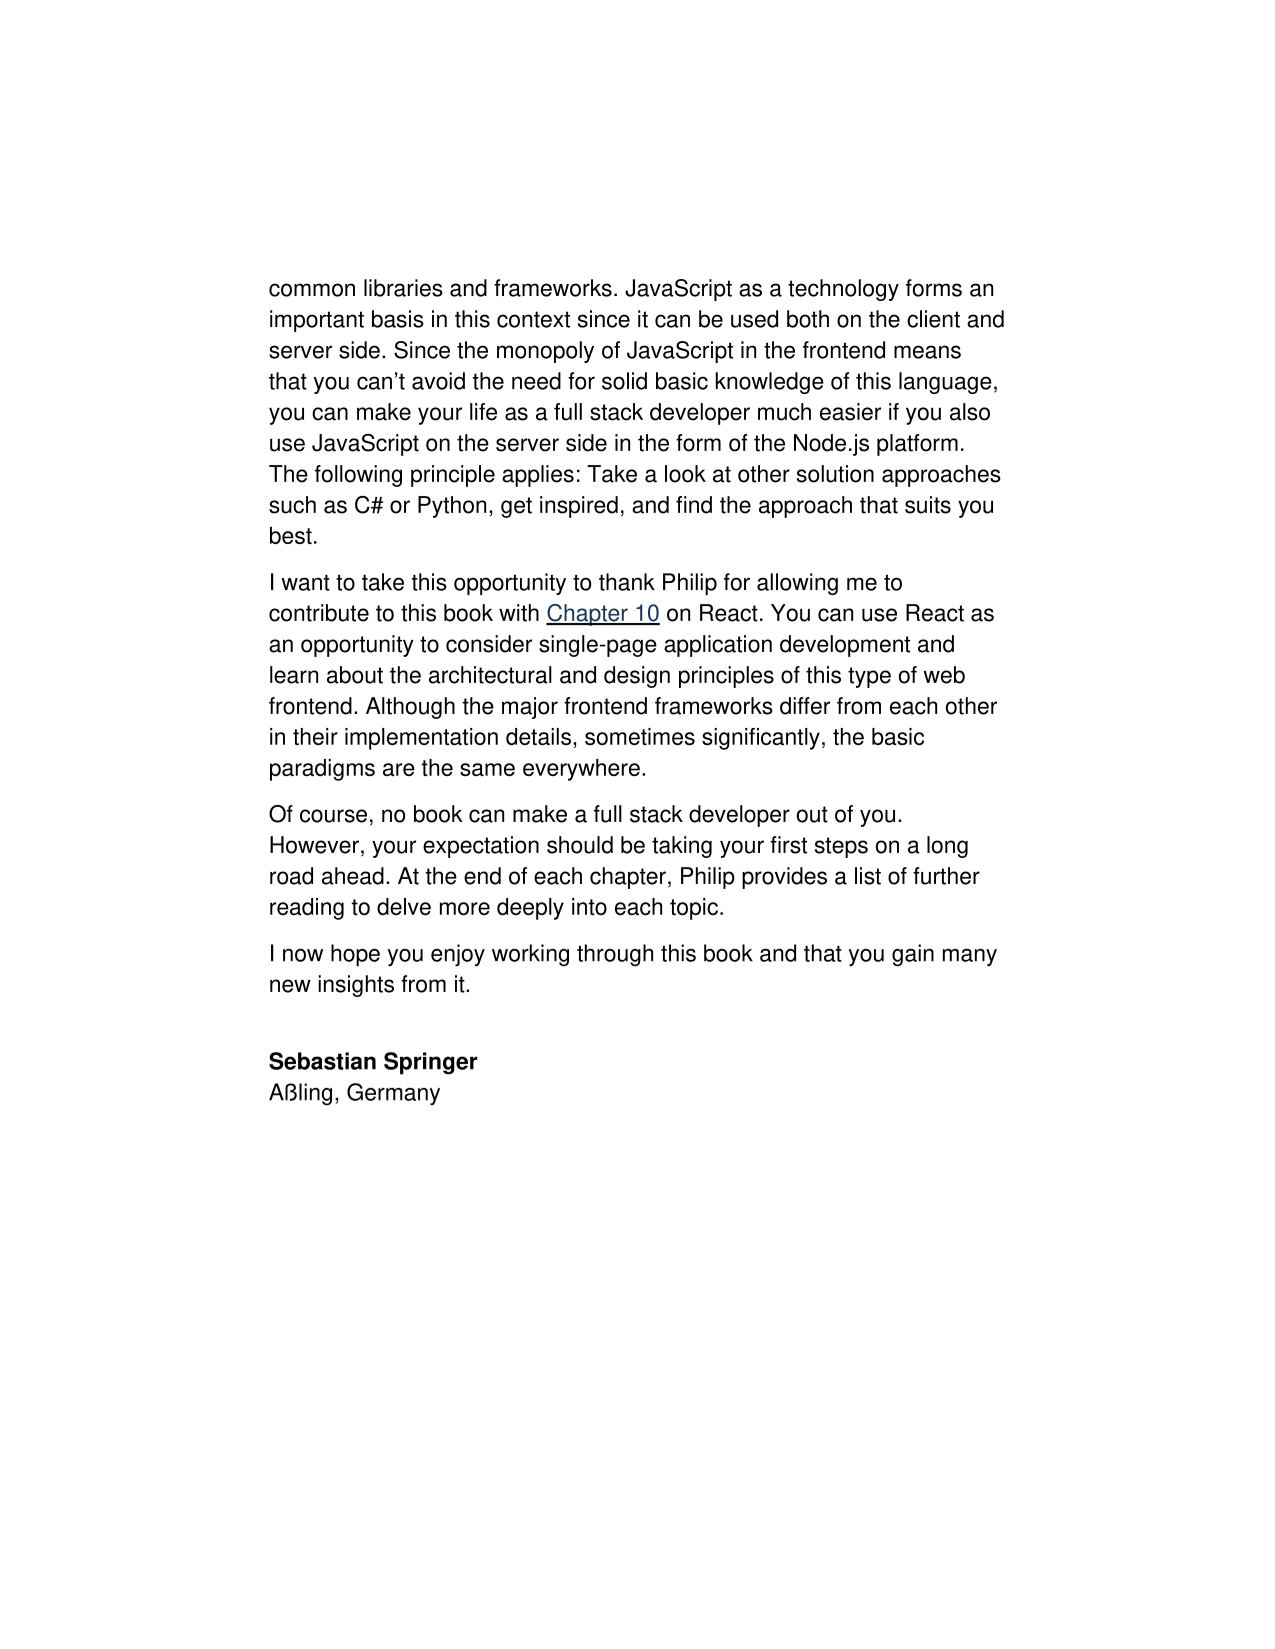 common libraries and frameworks. JavaScript as a technology forms an
important basis in this context since it can be used both on the client and
server side. Since the monopoly of JavaScript in the frontend means
that you can’t avoid the need for solid basic knowledge of this language,
you can make your life as a full stack developer much easier if you also
use JavaScript on the server side in the form of the Node.js platform.
The following principle applies: Take a look at other solution approaches
such as C# or Python, get inspired, and find the approach that suits you
best.
I want to take this opportunity to thank Philip for allowing me to
contribute to this book with Chapter 10 on React. You can use React as
an opportunity to consider single-page application development and
learn about the architectural and design principles of this type of web
frontend. Although the major frontend frameworks differ from each other
in their implementation details, sometimes significantly, the basic
paradigms are the same everywhere.
Of course, no book can make a full stack developer out of you.
However, your expectation should be taking your first steps on a long
road ahead. At the end of each chapter, Philip provides a list of further
reading to delve more deeply into each topic.
I now hope you enjoy working through this book and that you gain many
new insights from it.
Sebastian Springer
Aßling, Germany